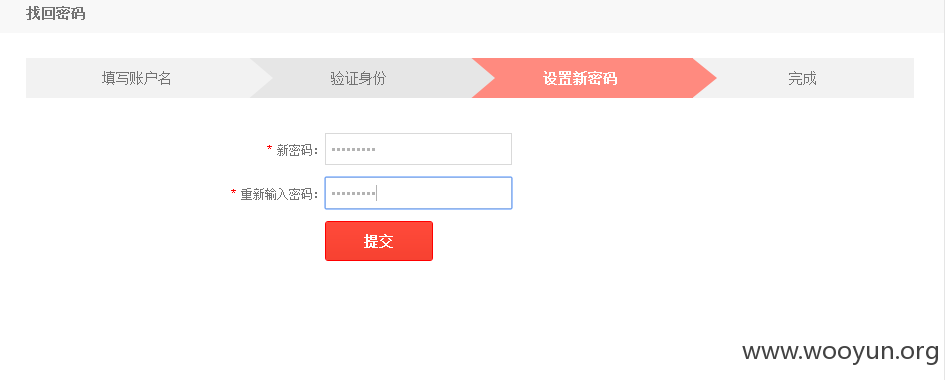 找回密码
填写账户名 验证身份 设置新密码 完成
* 新密码：
* 重新输入密码：
提交
www.wooyun.org